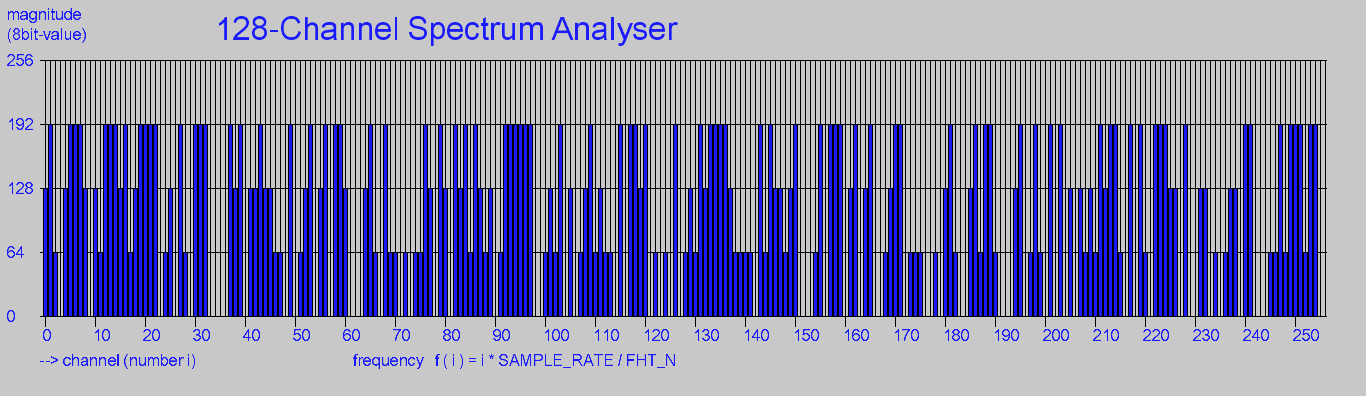 magnitude
(8bit-value)
128-Channel Spectrum Analyser
256
192
128
64
0
0 10 20 30 40 50 60 70 80 90 100 110 120 130 140 150 160 170 180 190 200 210 220 230 240 250
--> channel (number i) frequency f ( i ) = i * SAMPLE_RATE / FHT_N